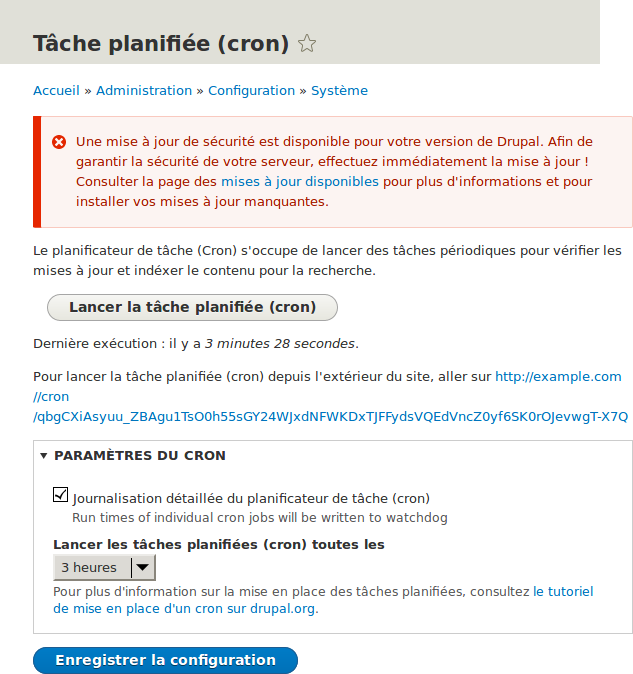 Tâche planifiée (cron)
Accueil » Administration » Configuration » Système
Une mise à jour de sécurité est disponible pour votre version de Drupal. Afin de
garantir la sécurité de votre serveur, effectuez immédiatement la mise à jour !
Consulter la page des mises à jour disponibles pour plus d'informations et pour
installer vos mises à jour manquantes.
Le planificateur de tâche (Cron) s'occupe de lancer des tâches périodiques pour vérifier les
mises à jour et indéxer le contenu pour la recherche.
Lancer la tâche planifiée (cron)
Dernière exécution : il y a 3 minutes 28 secondes.
Pour lancer la tâche planifiée (cron) depuis l'extérieur du site, aller sur http://example.com
//cron
/qbgCXiAsyuu_ZBAgu1TsO0h55sGY24WJxdNFWKDxTJFFydsVQEdVncZ0yf6SK0rOJevwgT-X7Q
PARAMÈTRES DU CRON
Journalisation détaillée du planificateur de tâche (cron)
Run times of individual cron jobs will be written to watchdog
Lancer les tâches planifiées (cron) toutes les
3 heures
Pour plus d'information sur la mise en place des tâches planifiées, consultez le tutoriel
de mise en place d'un cron sur drupal.org.
Enregistrer la configuration